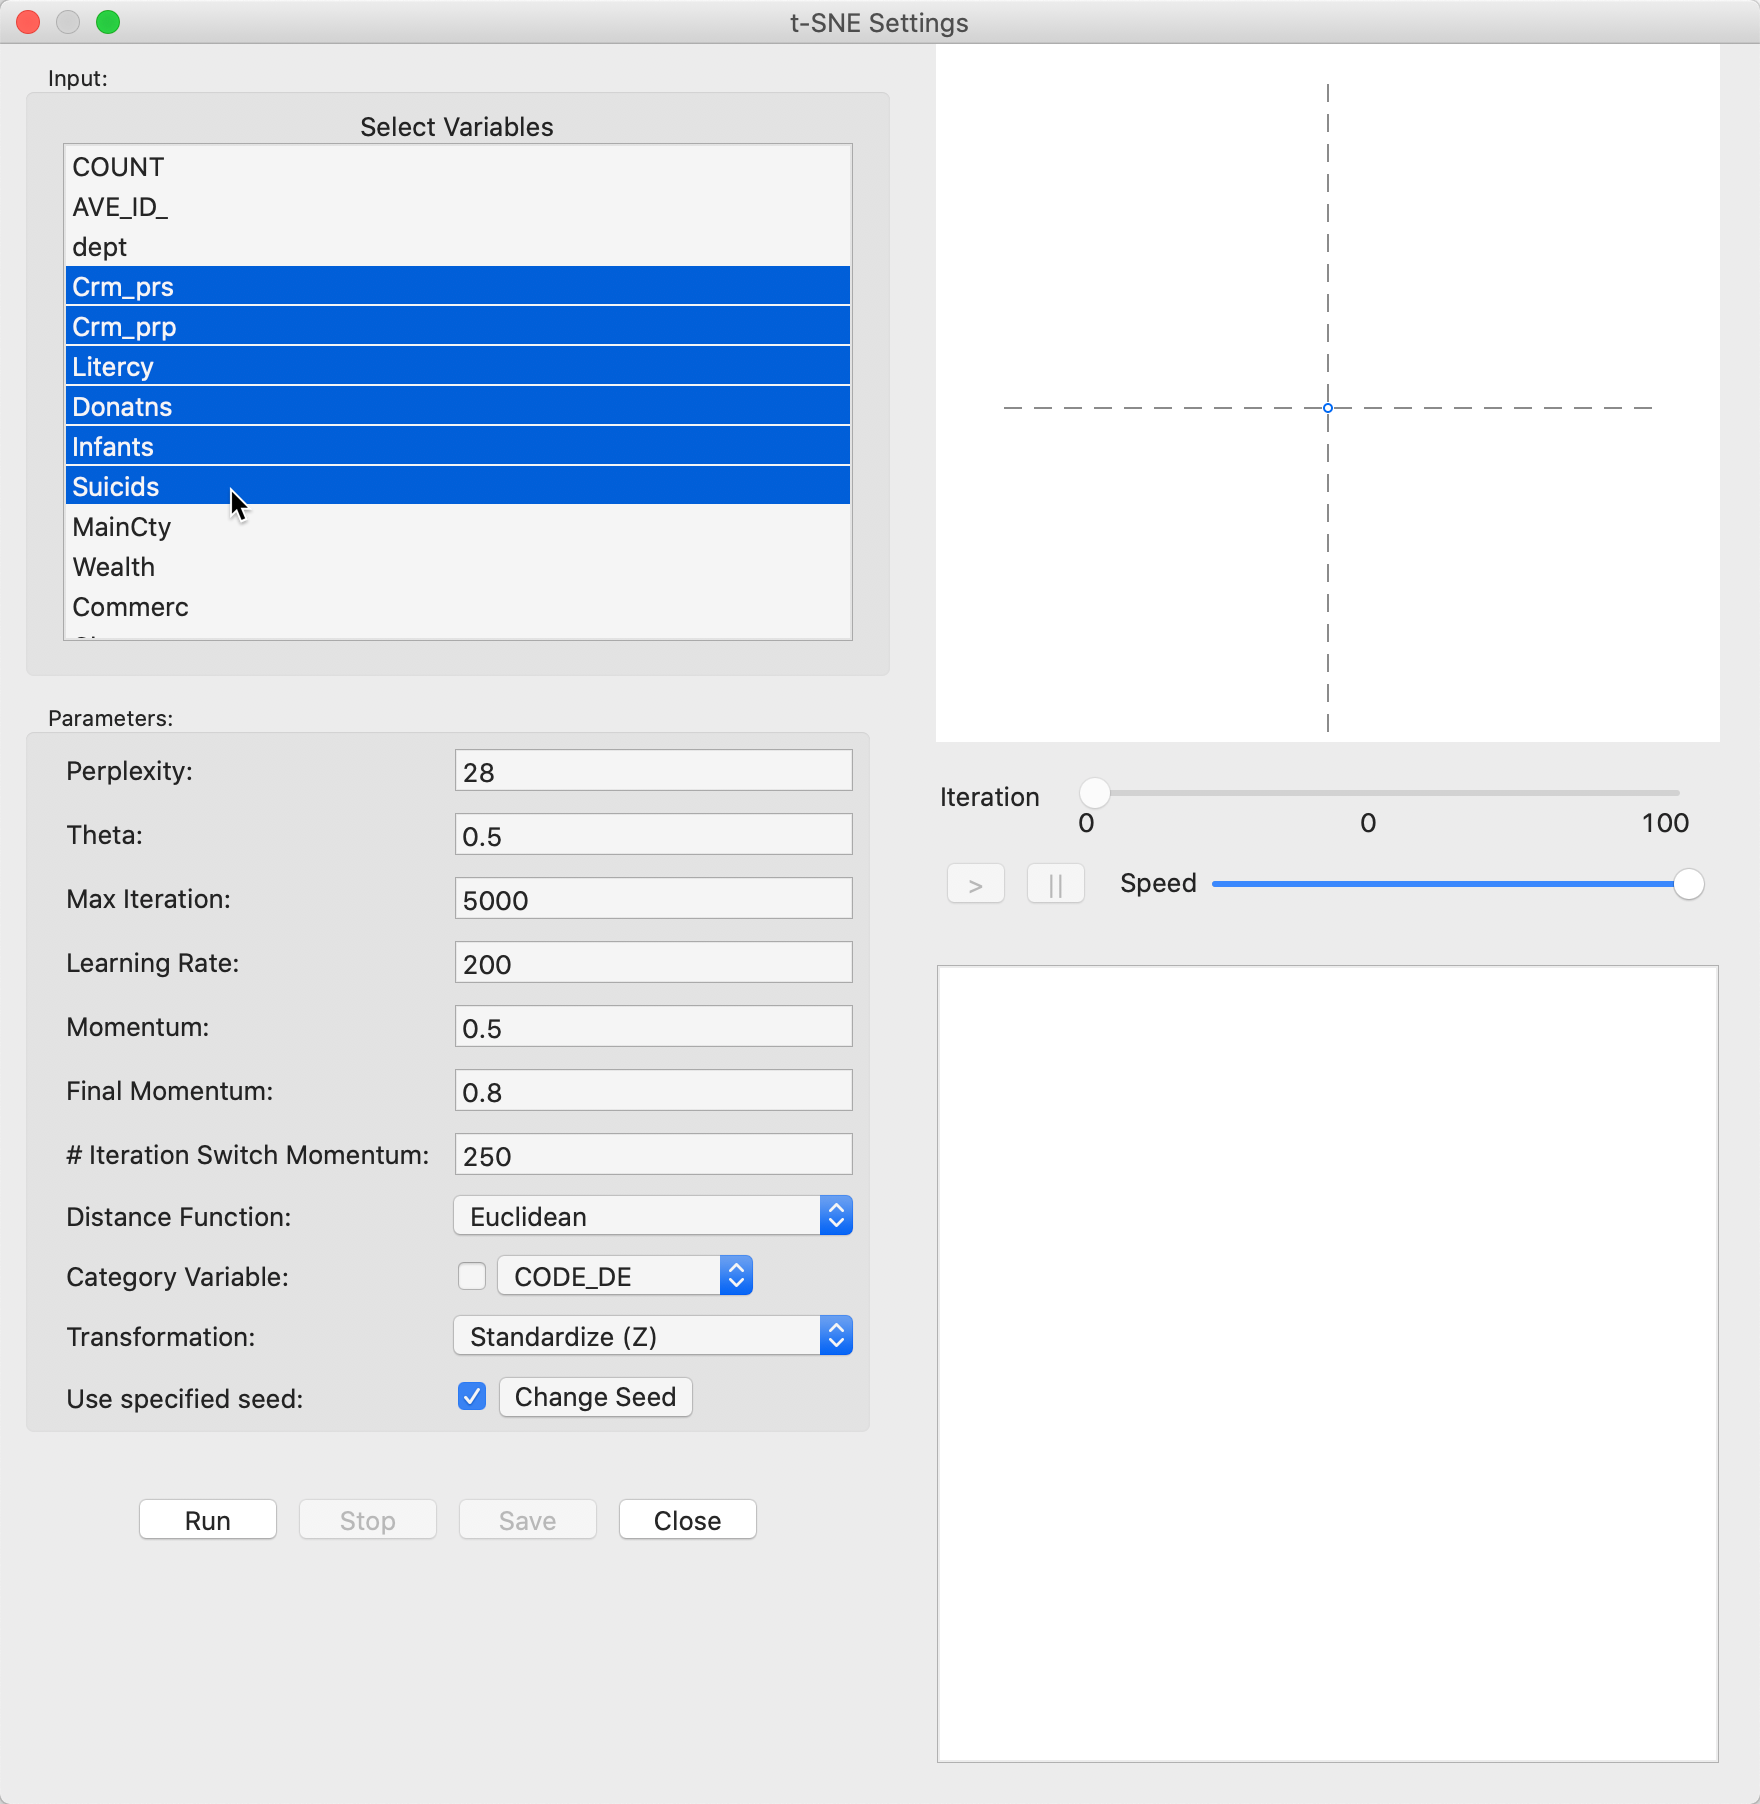 t-SNE Settings
Input:
Select Variables
COUNT
AVE_ID_
dept
Crm_prs
Crm_prp
Litercy
Donatns
Infants
Suicids
MainCty
Wealth
Commerc
Parameters:
Perplexity: 28
Theta: 0.5
Max Iteration: 5000
Learning Rate: 200
Momentum: 0.5
Final Momentum: 0.8
# Iteration Switch Momentum: 250
Distance Function: Euclidean
Category Variable: CODE_DE
Transformation: Standardize (Z)
Use specified seed: Change Seed
Run Stop Save Close
Iteration
0 0 100
> || Speed